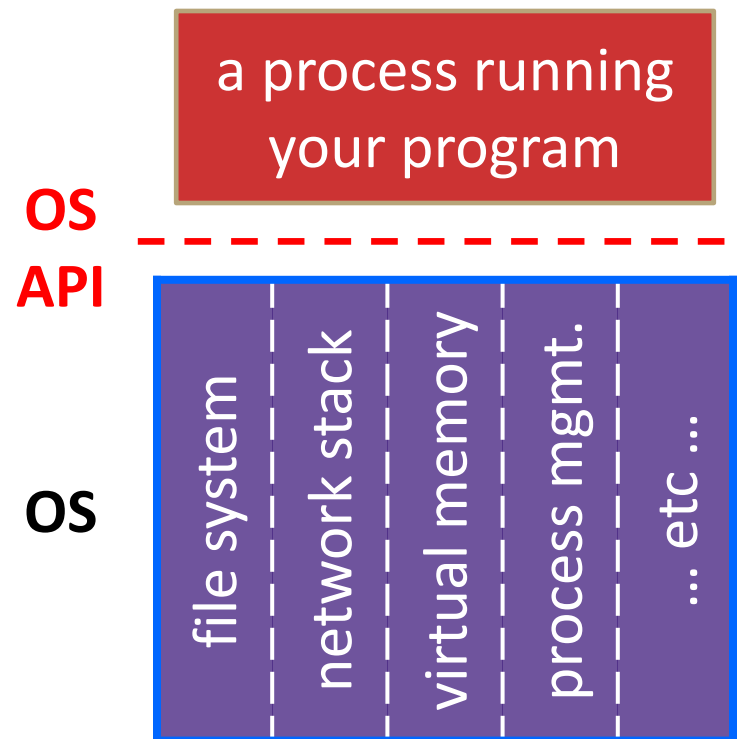 a process running
your program
OS
API
OS
file system
network stack
virtual memory
process mgmt.
... etc ...